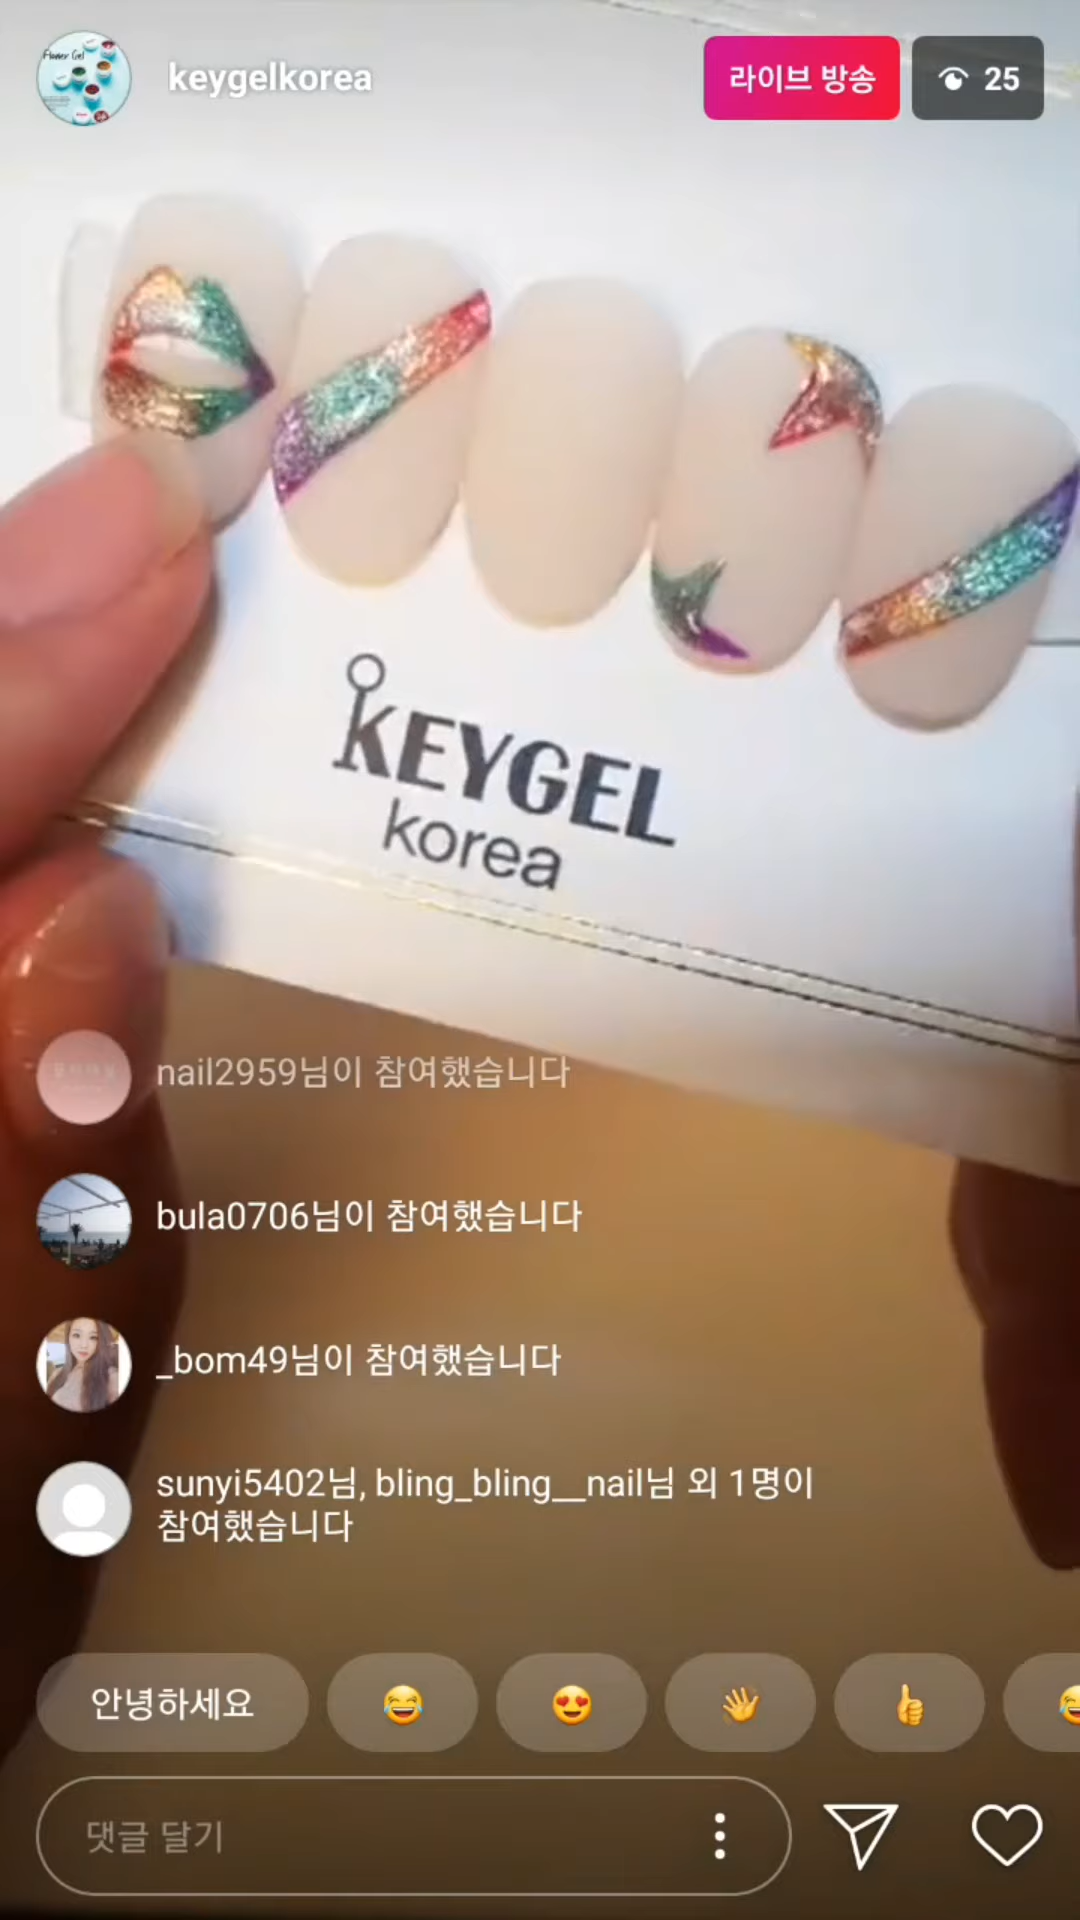 Flower Gel
keygelkorea
라이브 방송
25
KEYGEL
korea
nail2959님이 참여했습니다
bula0706님이 참여했습니다
_bom49님이 참여했습니다
sunyi5402님, bling_bling__nail님 외 1명이
참여했습니다
안녕하세요
댓글 달기